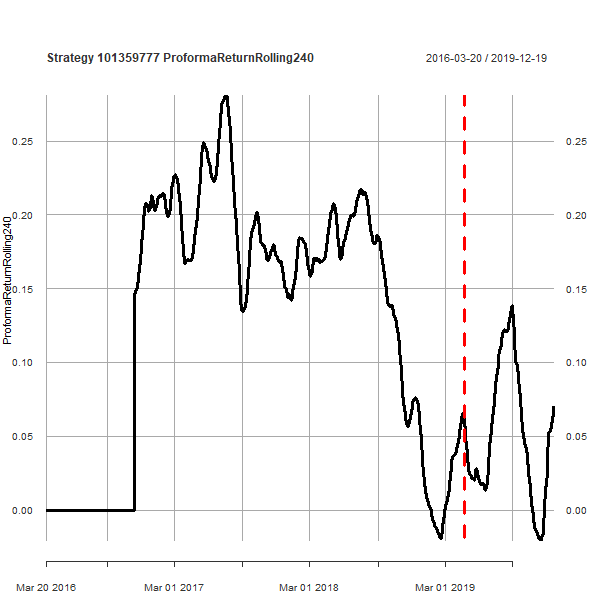 Strategy 101359777 ProformaReturnRolling240
2016-03-20 / 2019-12-19
ProformaReturnRolling240
0.25
0.20
0.15
0.10
0.05
0.00
0.25
0.20
0.15
0.10
0.05
0.00
Mar 20 2016
Mar 01 2017
Mar 01 2018
Mar 01 2019